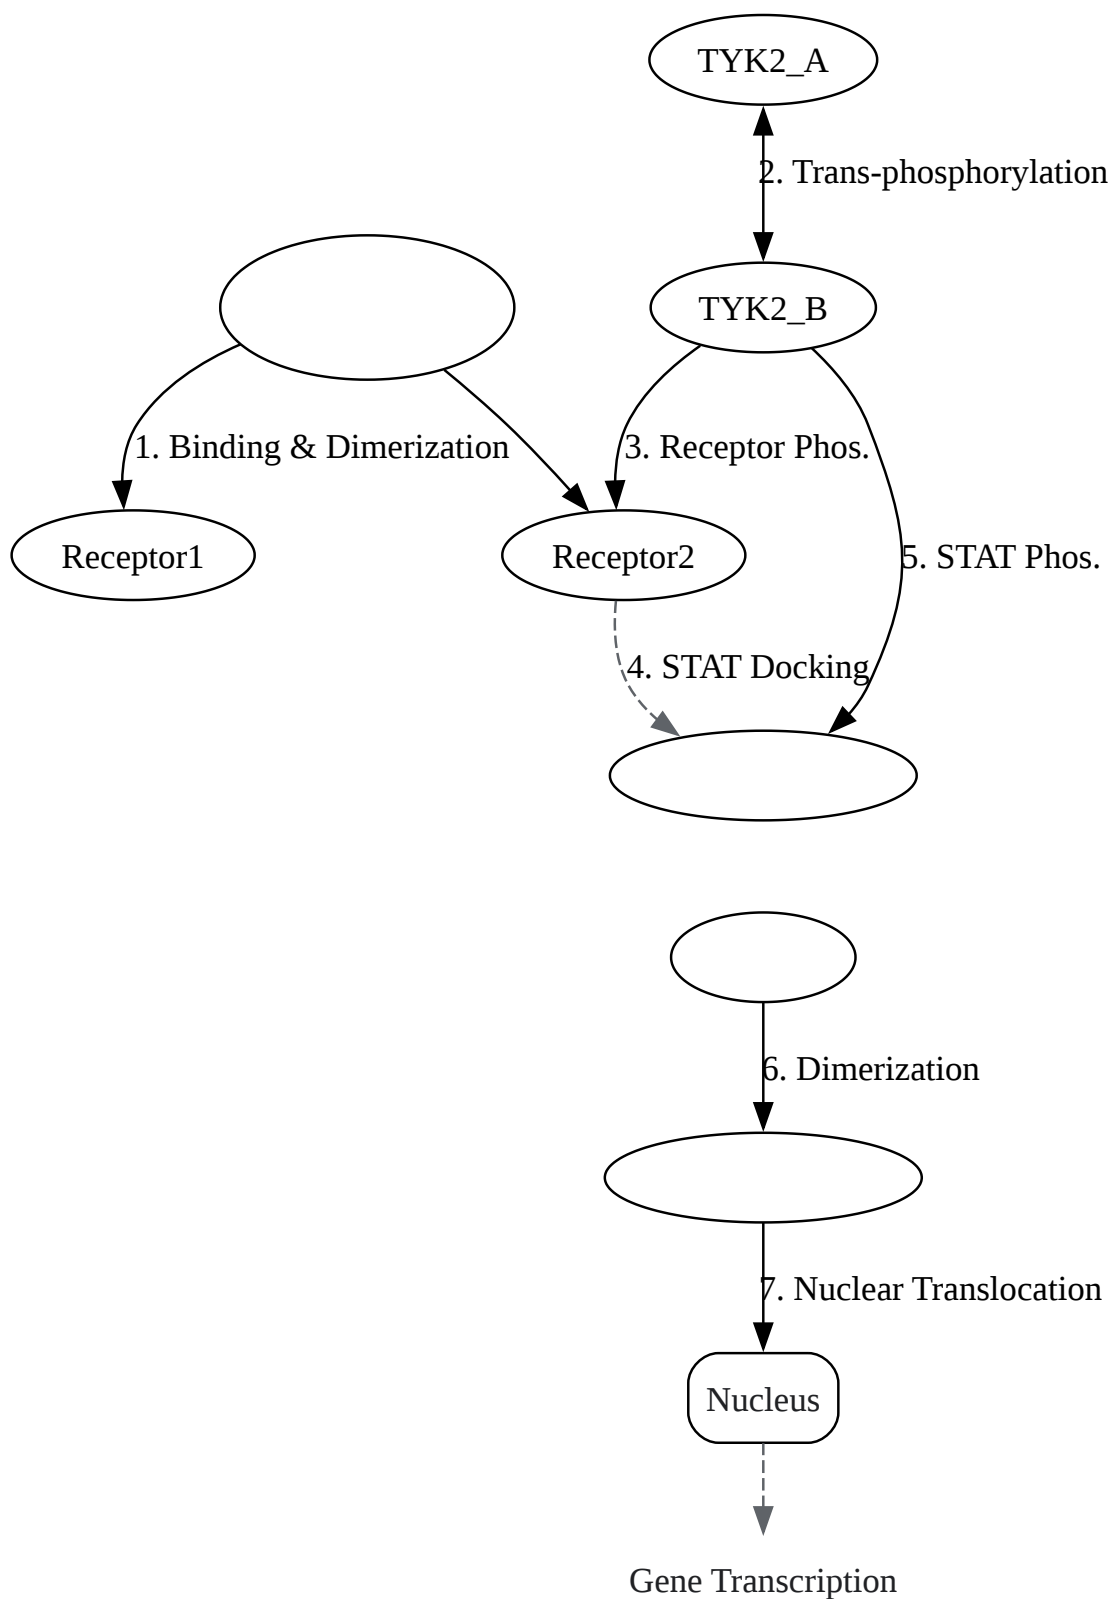 TYK2_A
2. Trans-phosphorylation
TYK2_B
1. Binding & Dimerization
3. Receptor Phos.
Receptor1
Receptor2
5. STAT Phos.
4. STAT Docking
6. Dimerization
7. Nuclear Translocation
Nucleus
Gene Transcription